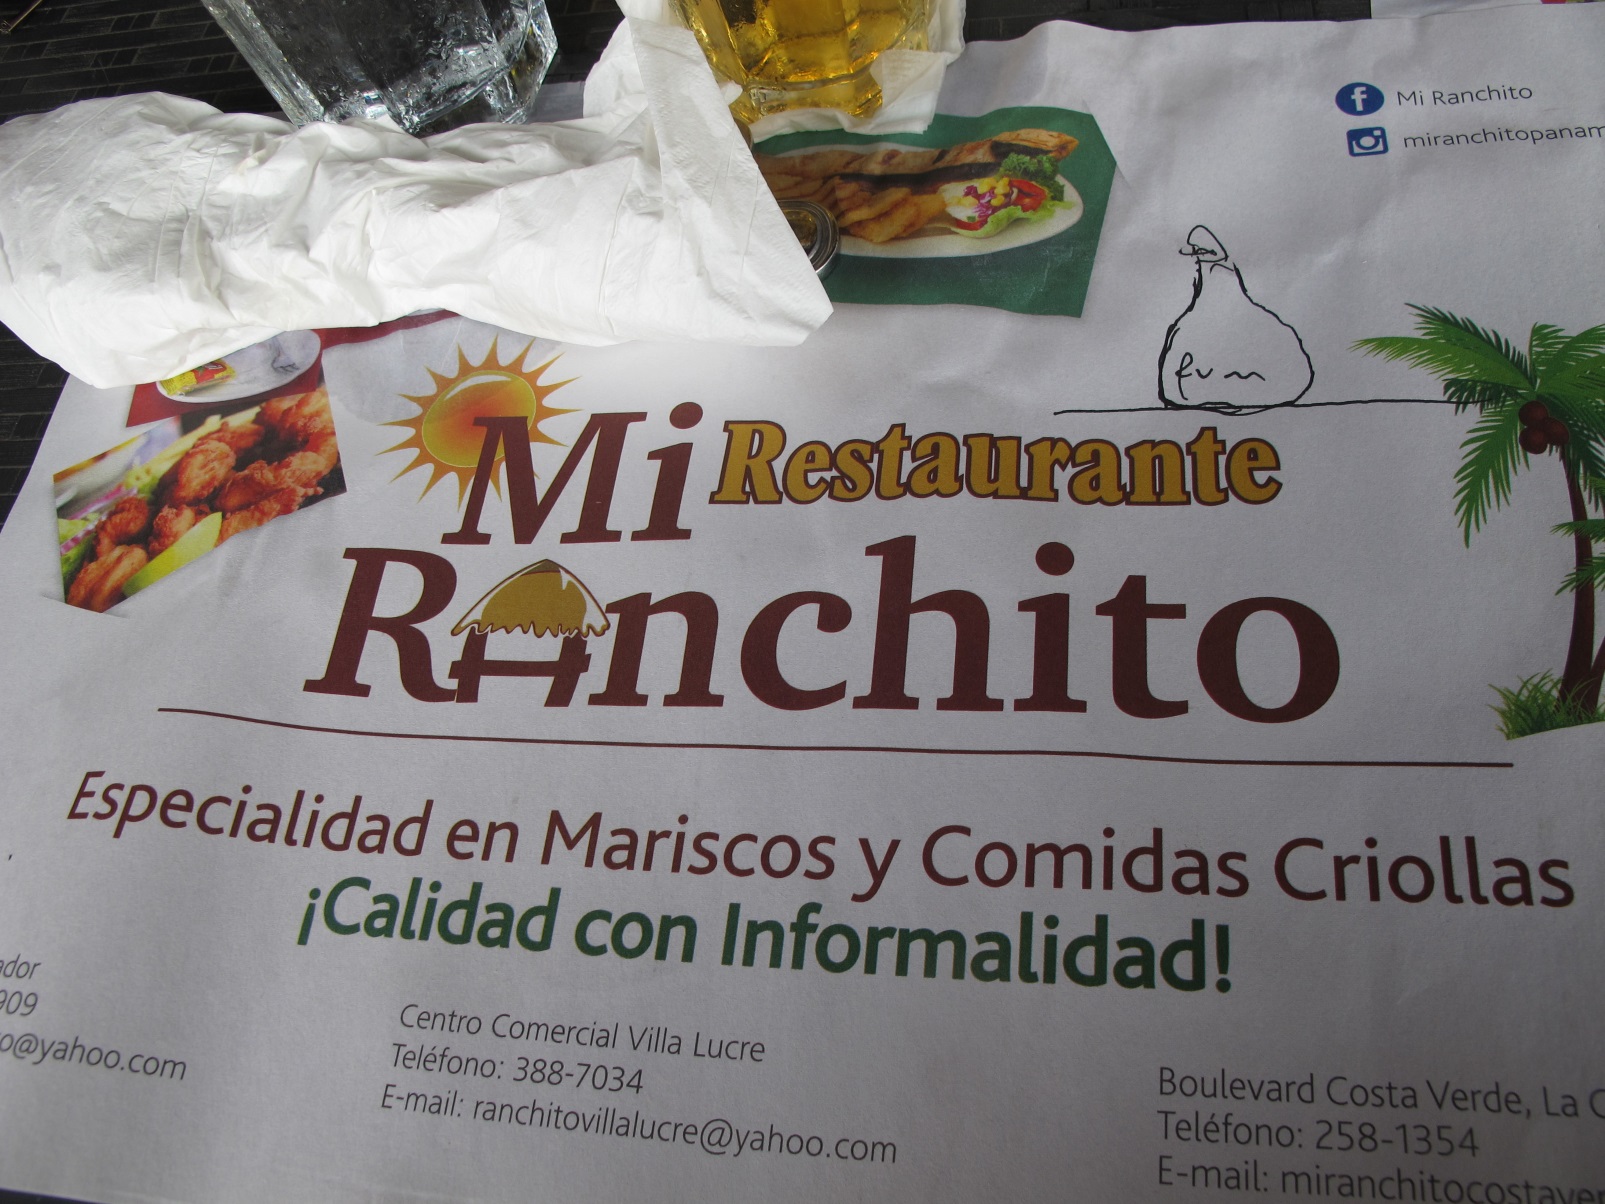 Mi Ranchito
miranchitopanam
rum
Mi Restaurante
Ranchito
Especialidad en Mariscos y Comidas Criollas
¡Calidad con Informalidad!
ador
909
o@yahoo.com
Centro Comercial Villa Lucre
Teléfono: 388-7034
E-mail: ranchitovillalucre@yahoo.com
Boulevard Costa Verde, La C
Teléfono: 258-1354
E-mail: miranchitocostaver